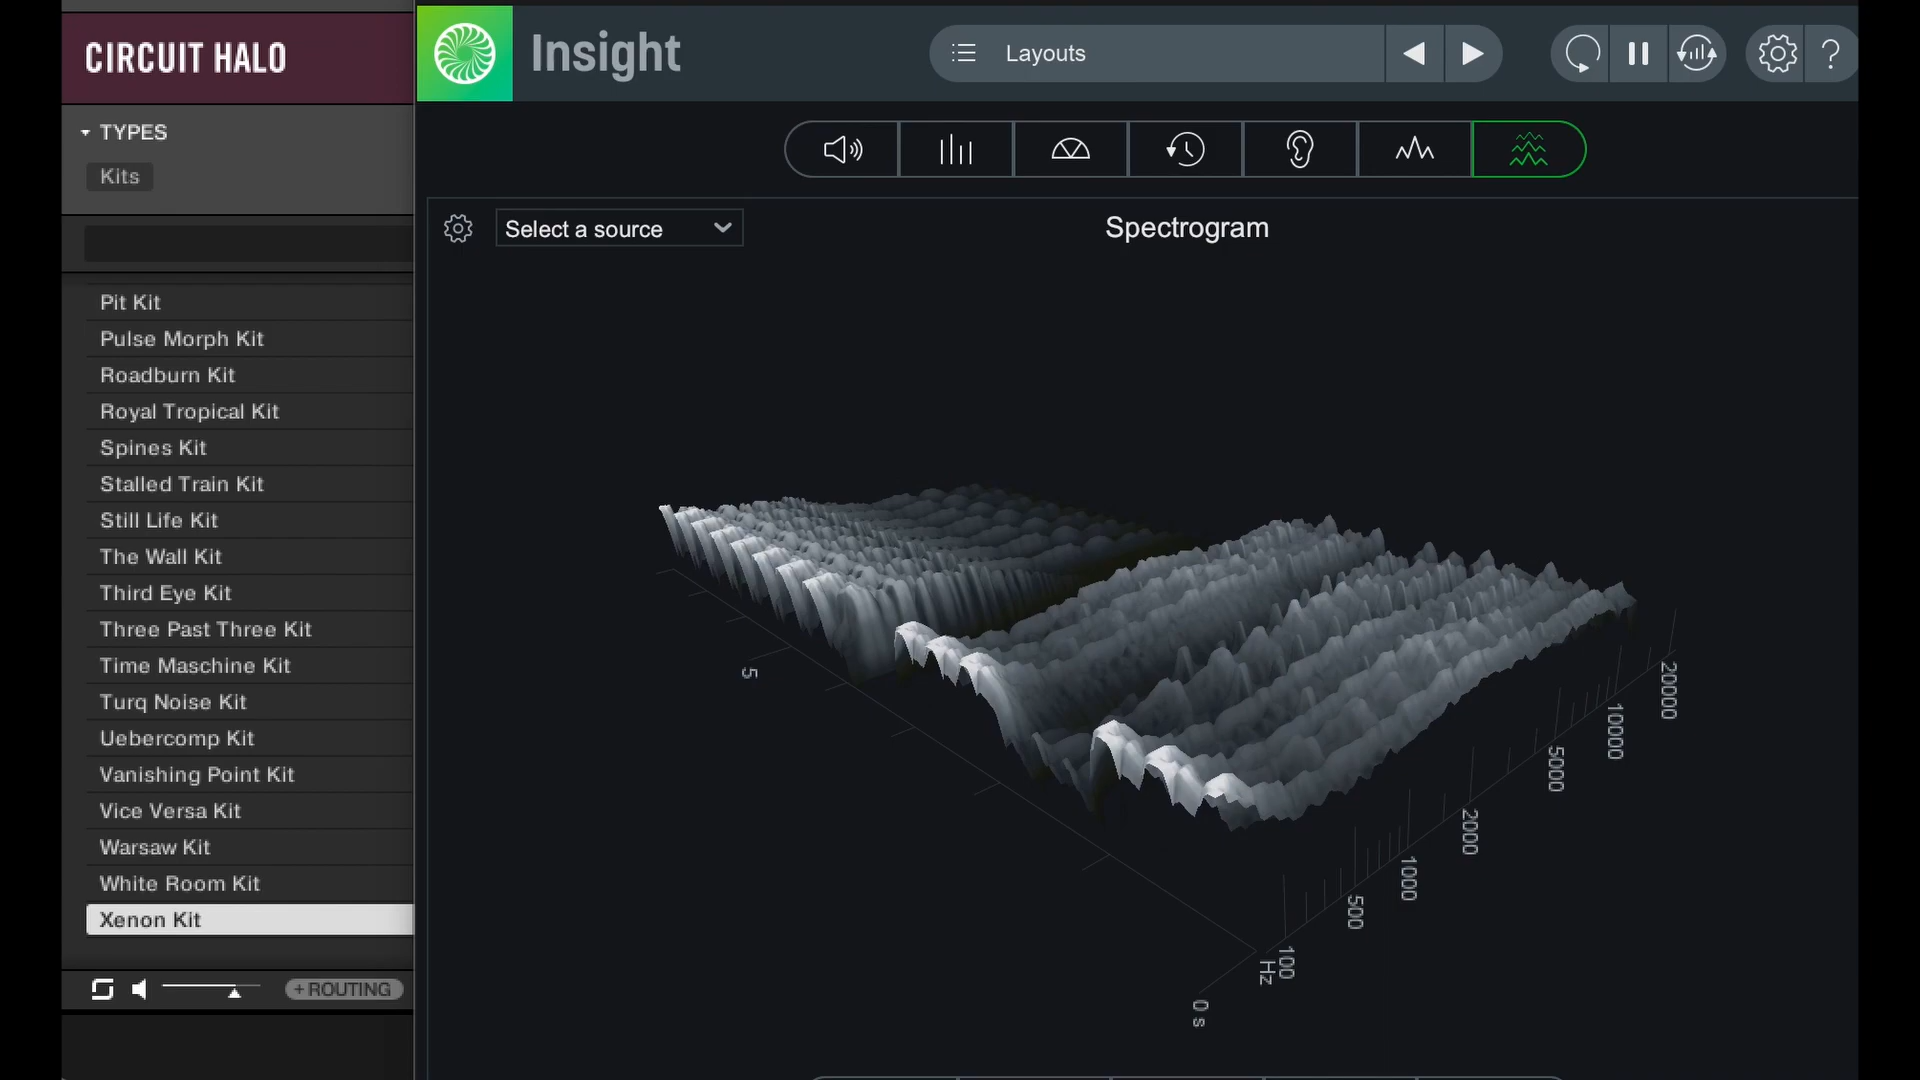 CIRCUIT HALO
TYPES
Kits
Pit Kit
Pulse Morph Kit
Roadburn Kit
Royal Tropical Kit
Spines Kit
Stalled Train Kit
Still Life Kit
The Wall Kit
Third Eye Kit
Three Past Three Kit
Time Maschine Kit
Turq Noise Kit
Uebercomp Kit
Vanishing Point Kit
Vice Versa Kit
Warsaw Kit
White Room Kit
Xenon Kit
+ ROUTING
Insight
Layouts
?
Select a source
Spectrogram
5
20000
10000
5000
2000
1000
500
100
Hz
0 s